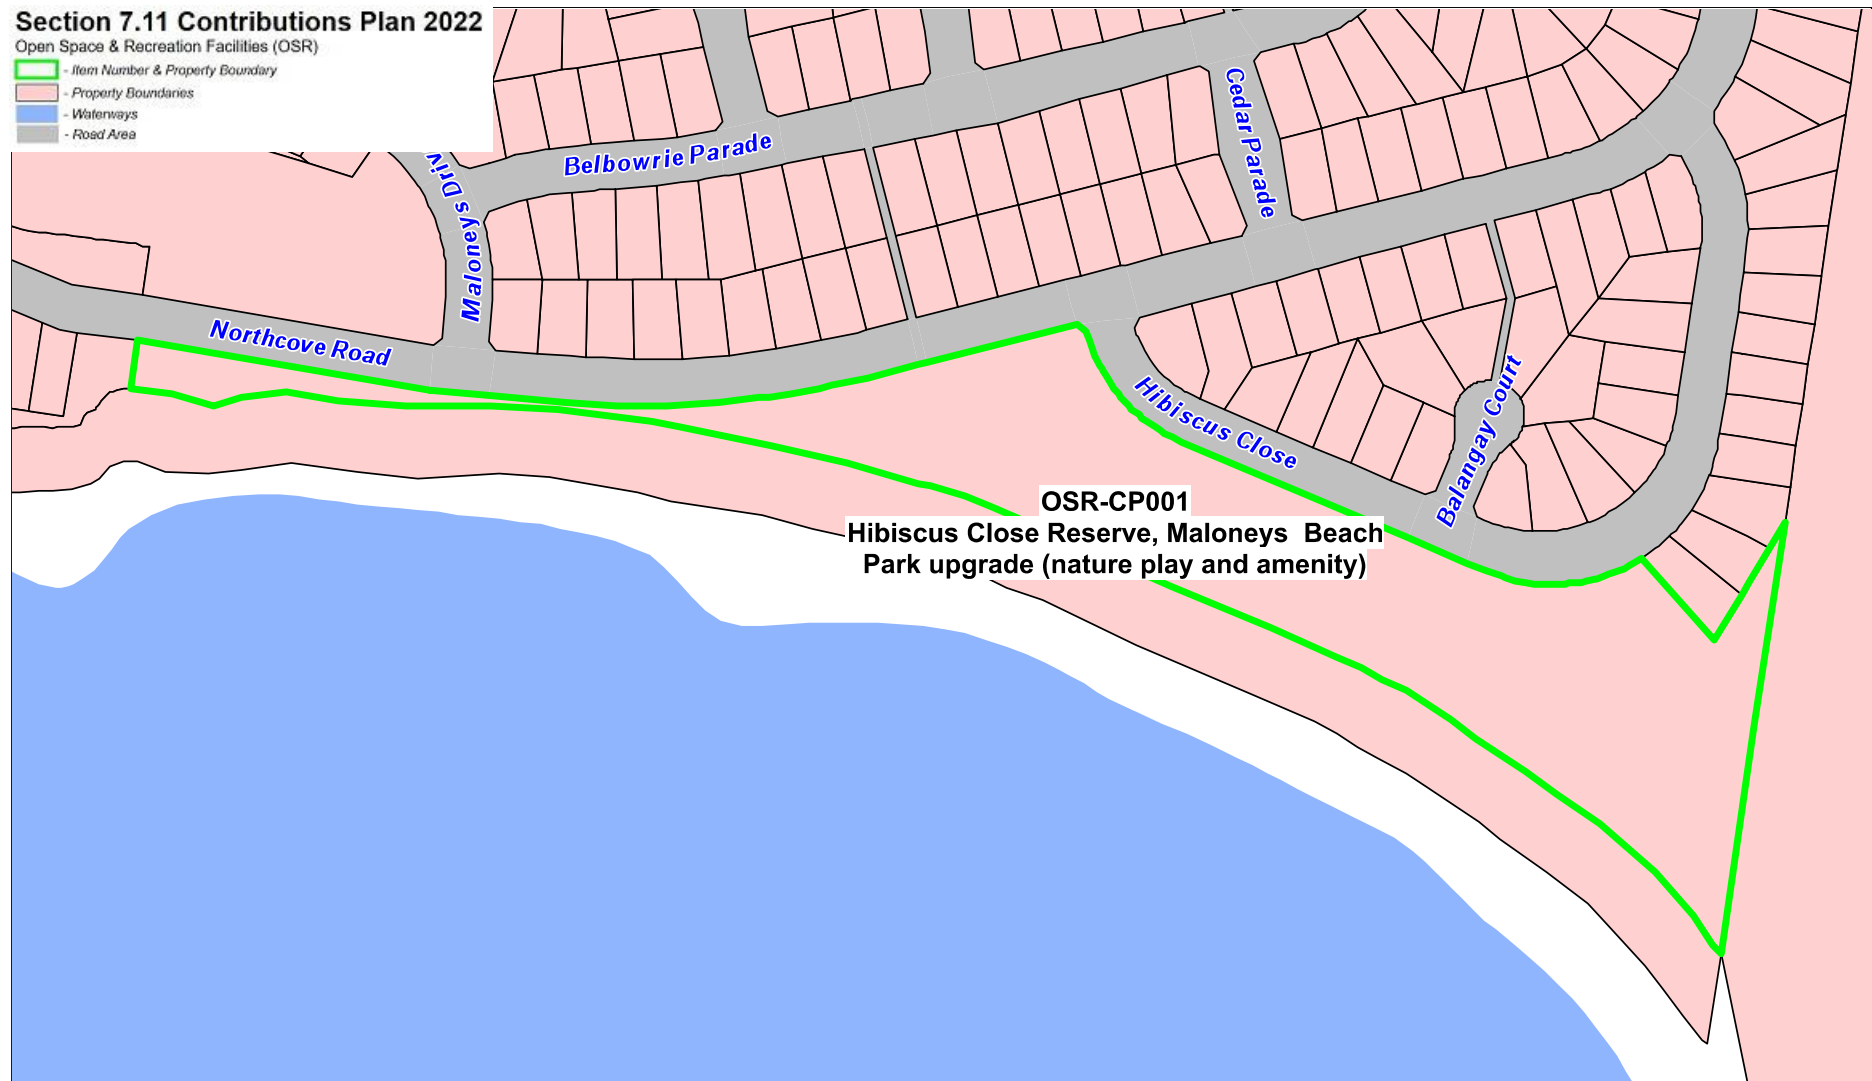 Section 7.11 Contributions Plan 2022
Open Space & Recreation Facilities (OSR)
- Item Number & Property Boundary
- Property Boundaries
- Waterways
- Road Area
Belbowrie Parade
Cedar Parade
Maloneys Driv
Northcove Road
Hibiscus Close
Balangay Court
OSR-CP001
Hibiscus Close Reserve, Maloneys Beach
Park upgrade (nature play and amenity)